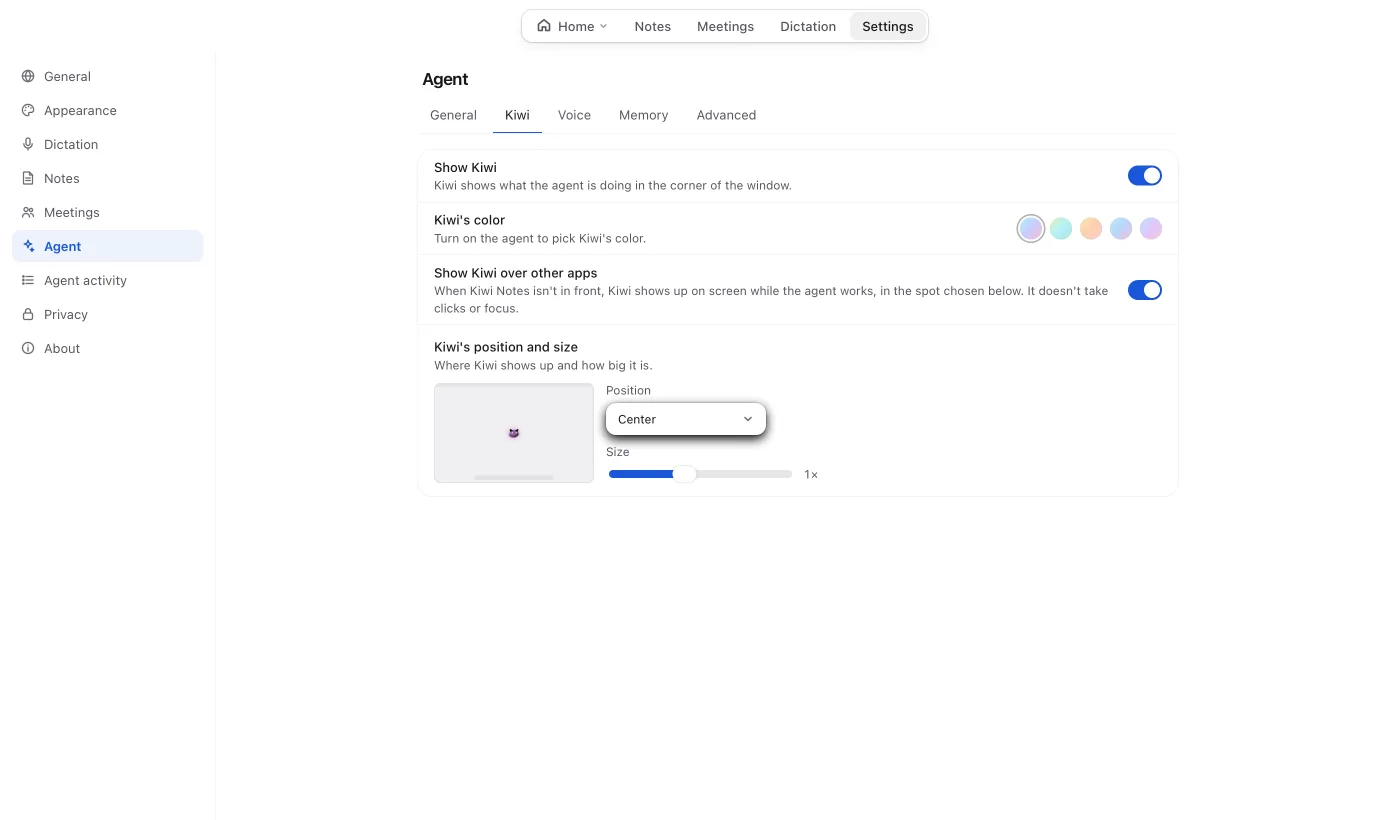 Home
Notes
Meetings
Dictation
Settings
General
Appearance
Dictation
Notes
Meetings
Agent
Agent activity
Privacy
About
Agent
General
Kiwi
Voice
Memory
Advanced
Show Kiwi
Kiwi shows what the agent is doing in the corner of the window.
Kiwi's color
Turn on the agent to pick Kiwi's color.
Show Kiwi over other apps
When Kiwi Notes isn't in front, Kiwi shows up on screen while the agent works, in the spot chosen below. It doesn't take
clicks or focus.
Kiwi's position and size
Where Kiwi shows up and how big it is.
Position
Center
Size
1×